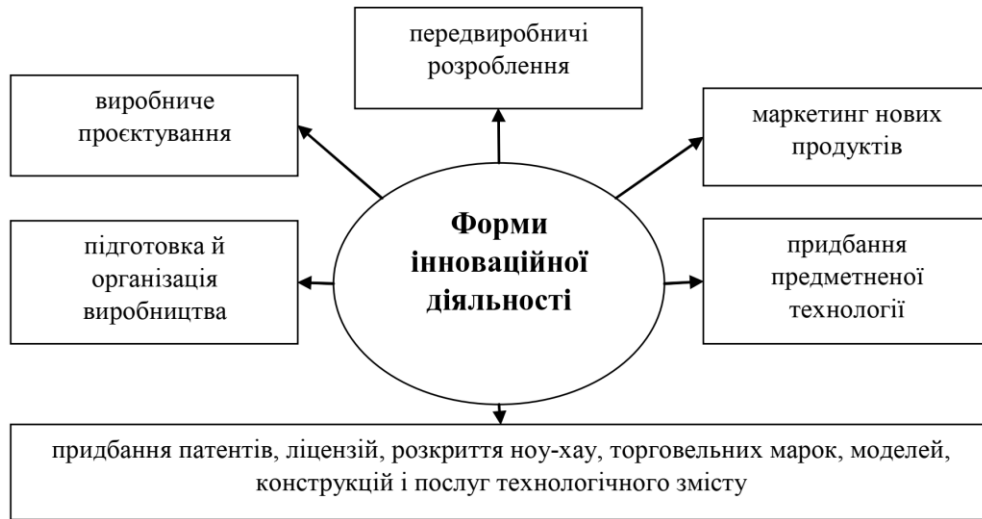 передвиробничі
розроблення
виробниче
проєктування
маркетинг нових
продуктів
Форми
інноваційної
діяльності
підготовка й
організація
виробництва
придбання
предметненої
технології
придбання патентів, ліцензій, розкриття ноу-хау, торговельних марок, моделей,
конструкцій і послуг технологічного змісту